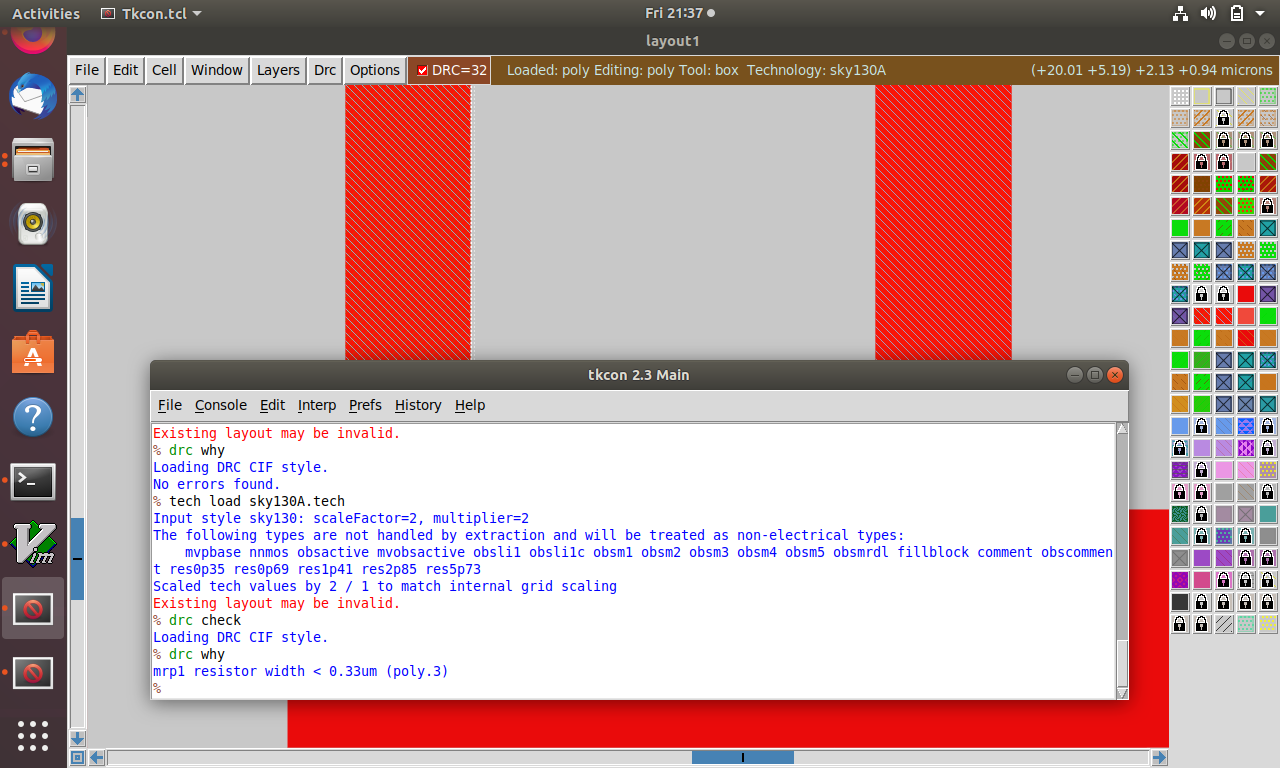 Activities Tkcon.tcl Fri 21:37
layout1
File Edit Cell Window Layers Drc Options DRC=32 Loaded: poly Editing: poly Tool: box Technology: sky130A (+20.01 +5.19) +2.13 +0.94 microns
tkcon 2.3 Main
File Console Edit Interp Prefs History Help
Existing layout may be invalid.
% drc why
Loading DRC CIF style.
No errors found.
% tech load sky130A.tech
Input style sky130: scaleFactor=2, multiplier=2
The following types are not handled by extraction and will be treated as non-electrical types:
mvpbase nnmos obsactive mvobsactive obsli1 obsli1c obsm1 obsm2 obsm3 obsm4 obsm5 obsmrdl fillblock comment obscommen
t res0p35 res0p69 res1p41 res2p85 res5p73
Scaled tech values by 2 / 1 to match internal grid scaling
Existing layout may be invalid.
% drc check
Loading DRC CIF style.
% drc why
mrp1 resistor width < 0.33um (poly.3)
%
Vim